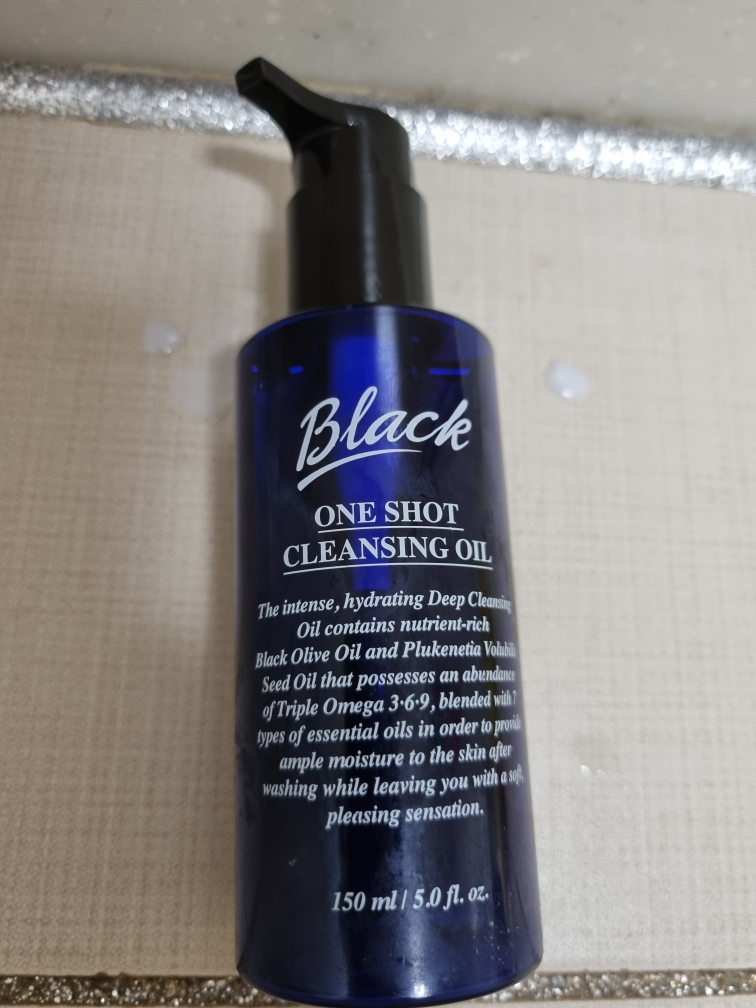 Black
ONE SHOT
CLEANSING OIL
The intense, hydrating Deep Cleansing
Oil contains nutrient-rich
Black Olive Oil and Plukenetia Volubilis
Seed Oil that possesses an abundance
of Triple Omega 3·6·9, blended with 7
types of essential oils in order to provide
ample moisture to the skin after
washing while leaving you with a soft,
pleasing sensation.
150 ml / 5.0 fl. oz.